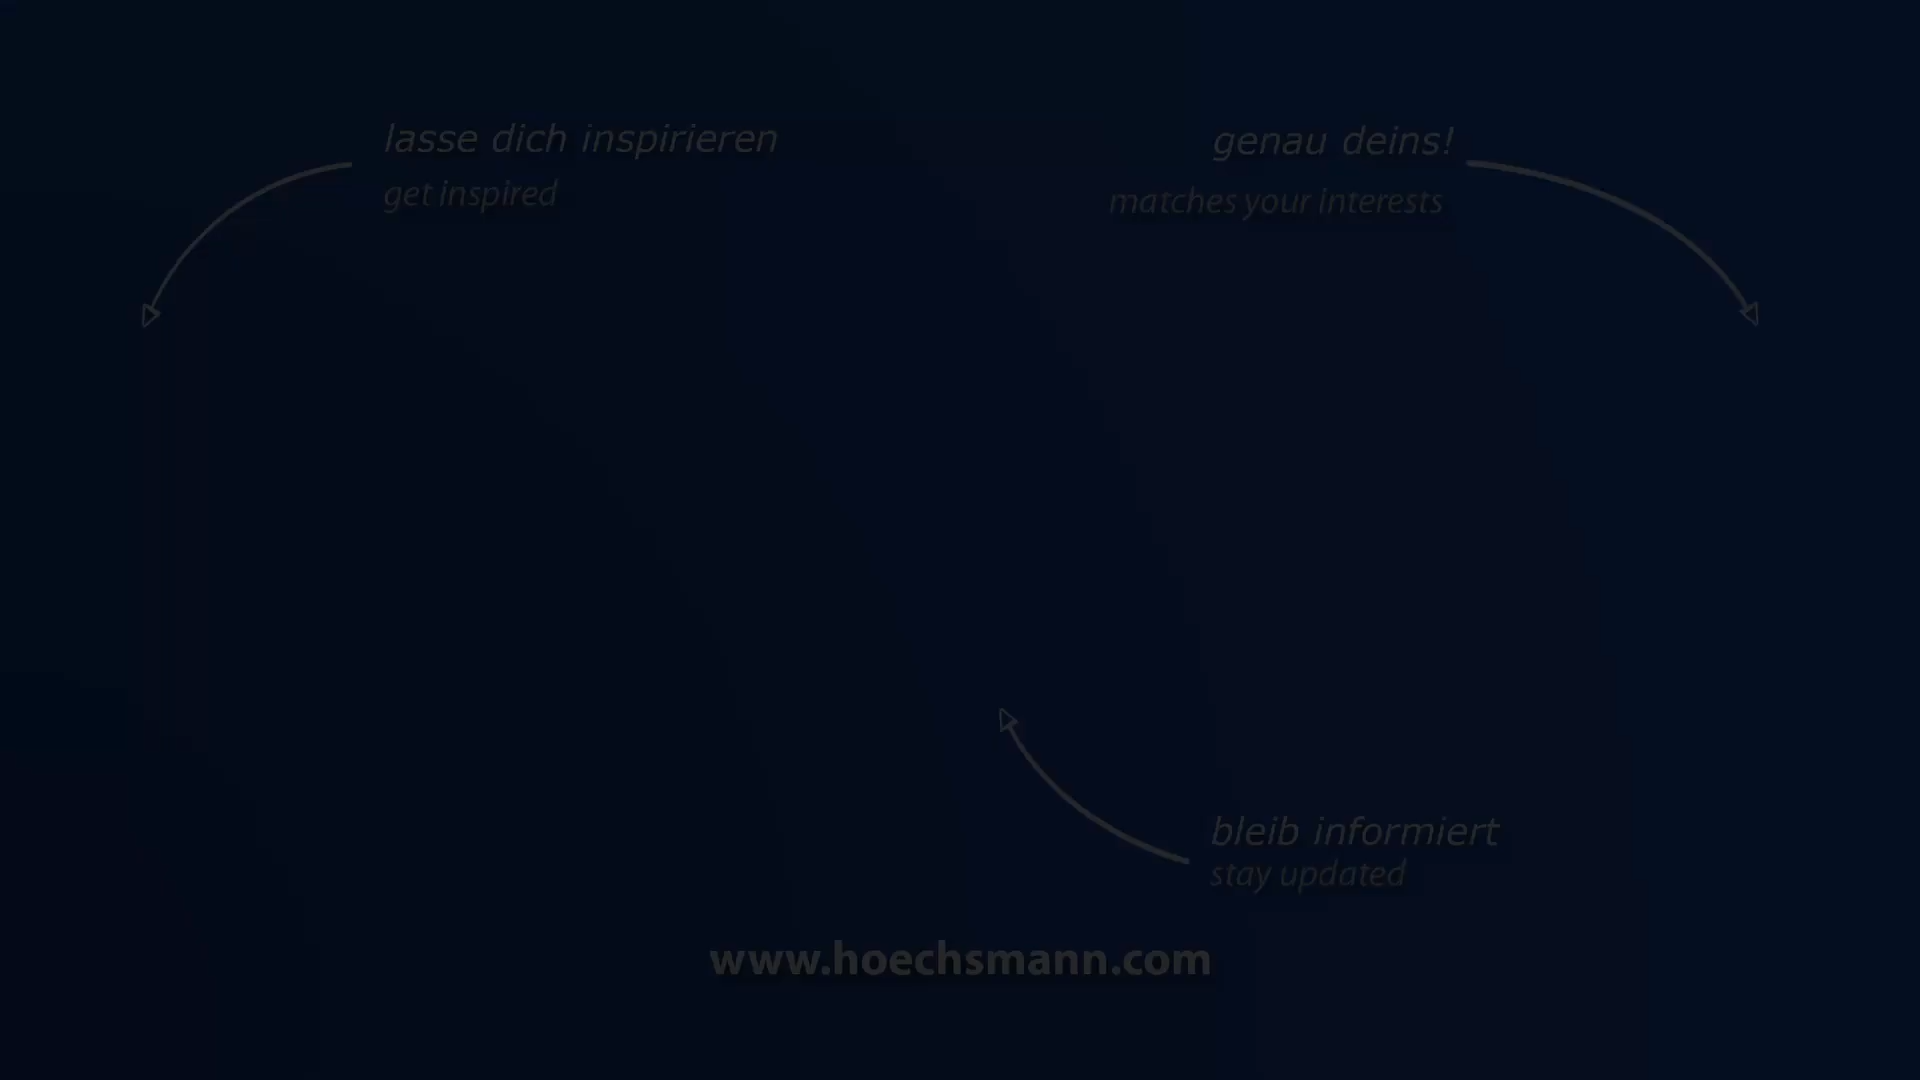 lasse dich inspirieren
get inspired
genau deins!
matches your interests
bleib informiert
stay updated
www.hoechsmann.com